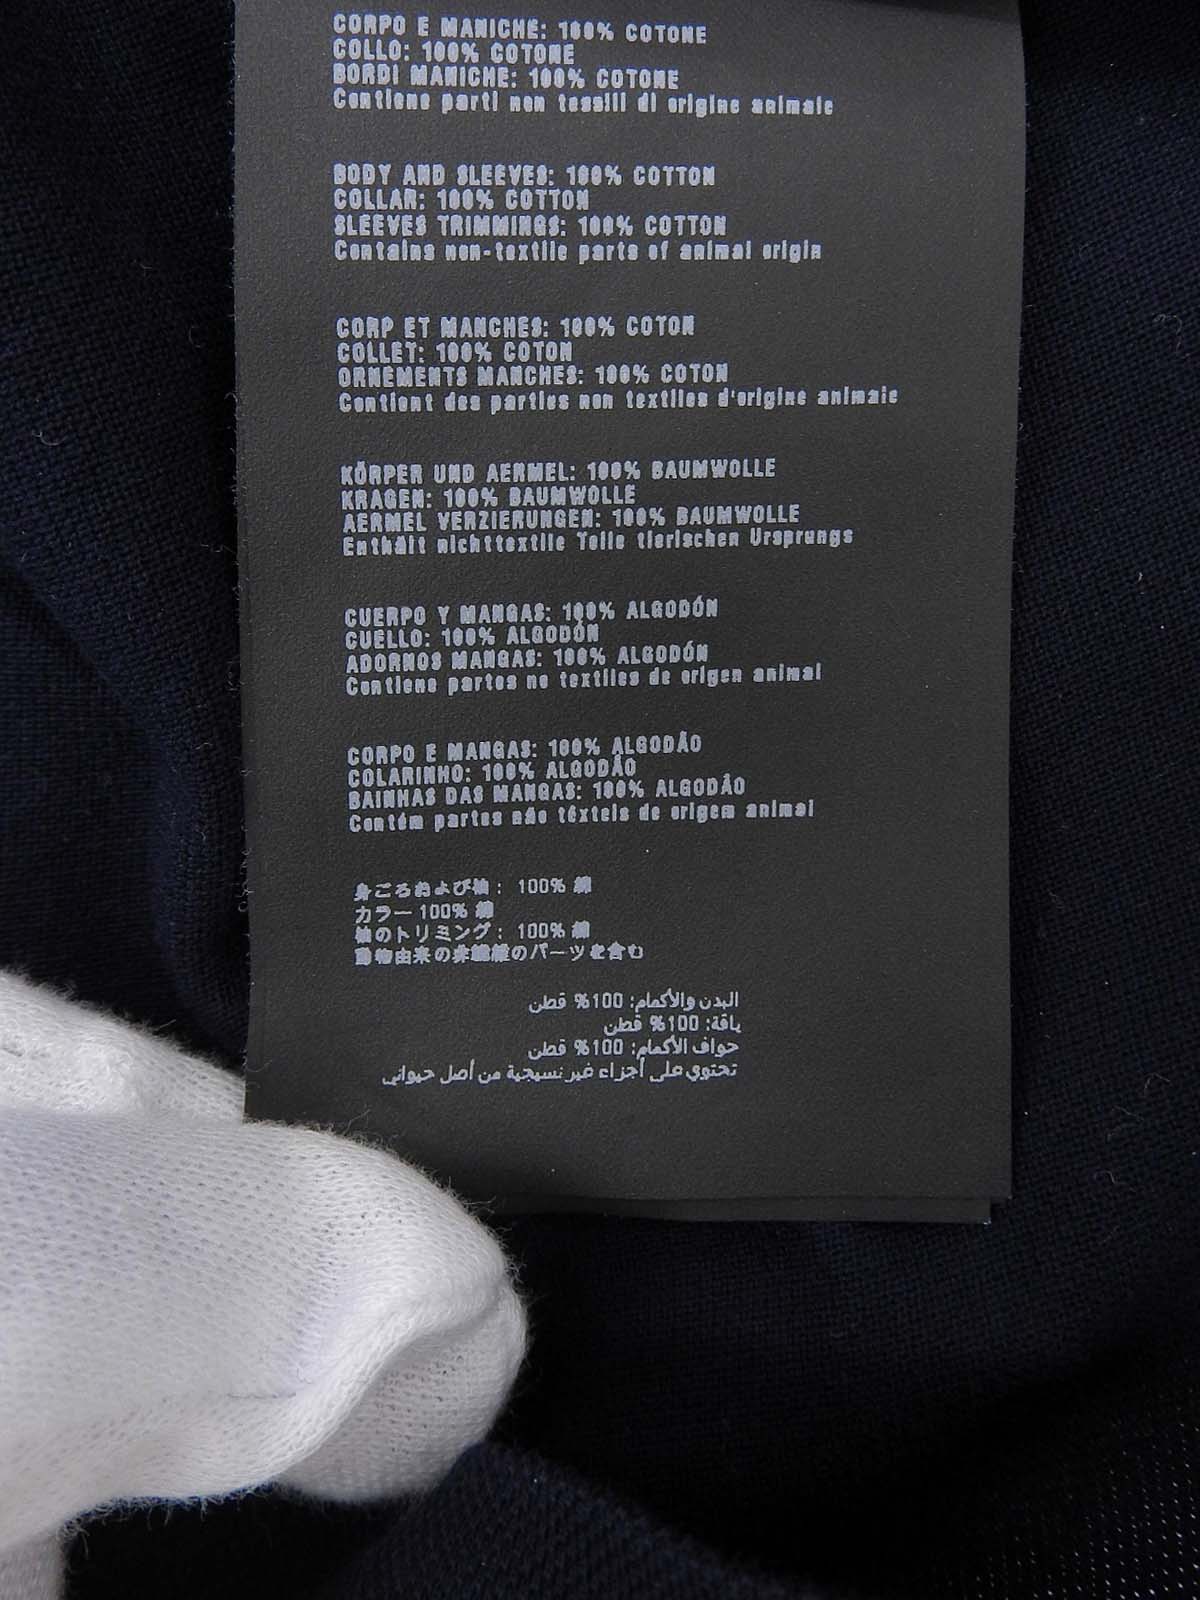 CORPO E MANICHE: 100% COTONE
COLLO: 100% COTONE
BORDI MANICHE: 100% COTONE
Contiene parti non tessili di origine animale
BODY AND SLEEVES: 100% COTTON
COLLAR: 100% COTTON
SLEEVES TRIMMINGS: 100% COTTON
Contains non-textile parts of animal origin
CORP ET MANCHES: 100% COTON
COLLET: 100% COTON
ORNEMENTS MANCHES: 100% COTON
Contient des parties non textiles d'origine animale
KÖRPER UND AERMEL: 100% BAUMWOLLE
KRAGEN: 100% BAUMWOLLE
AERMEL VERZIERUNGEN: 100% BAUMWOLLE
Enthält nichttextile Teile tierischen Ursprungs
CUERPO Y MANGAS: 100% ALGODÓN
CUELLO: 100% ALGODÓN
ADORNOS MANGAS: 100% ALGODÓN
Contiene partes no textiles de origen animal
CORPO E MANGAS: 100% ALGODÃO
COLARINHO: 100% ALGODÃO
BAINHAS DAS MANGAS: 100% ALGODÃO
Contém partes não têxteis de origem animal
身ごろおよび袖: 100% 綿
カラー 100% 綿
袖のトリミング: 100% 綿
動物由来の非繊維のパーツを含む
البدن والأكمام: 100% قطن
ياقة: 100% قطن
حواف الأكمام: 100% قطن
تحتوي على أجزاء غير نسيجية من أصل حيواني